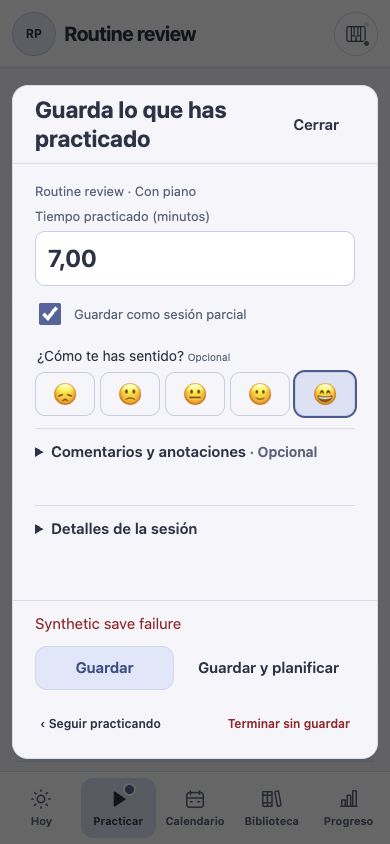 RP Routine review
Guarda lo que has
practicado
Cerrar
Routine review · Con piano
Tiempo practicado (minutos)
7,00
Guardar como sesión parcial
¿Cómo te has sentido? Opcional
Comentarios y anotaciones · Opcional
Detalles de la sesión
Synthetic save failure
Guardar Guardar y planificar
‹ Seguir practicando Terminar sin guardar
Hoy Practicar Calendario Biblioteca Progreso